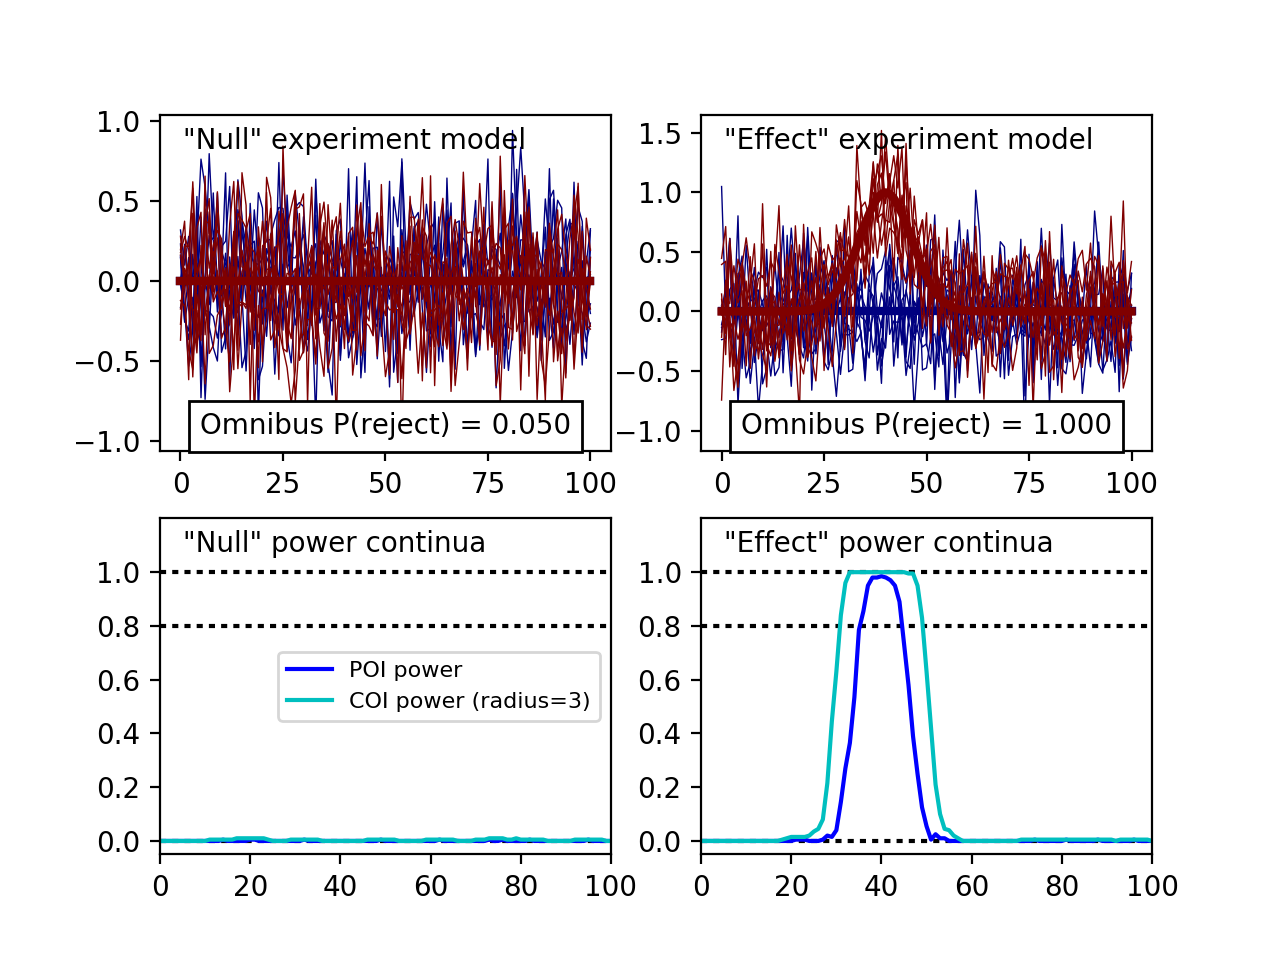 "Null" experiment model
1.0
0.5
0.0
−0.5
−1.0
Omnibus P(reject) = 0.050
0 25 50 75 100
"Effect" experiment model
1.5
1.0
0.5
0.0
−0.5
−1.0
Omnibus P(reject) = 1.000
0 25 50 75 100
"Null" power continua
1.0
0.8
0.6
0.4
0.2
0.0
POI power
COI power (radius=3)
0 20 40 60 80 100
"Effect" power continua
1.0
0.8
0.6
0.4
0.2
0.0
0 20 40 60 80 100